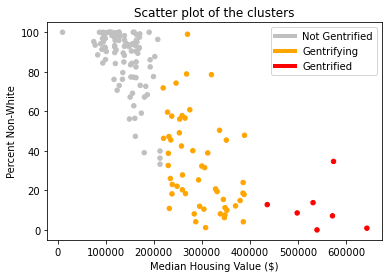 Scatter plot of the clusters
Not Gentrified
Gentrifying
Gentrified
Percent Non-White
100
80
60
40
20
0
0 100000 200000 300000 400000 500000 600000
Median Housing Value ($)